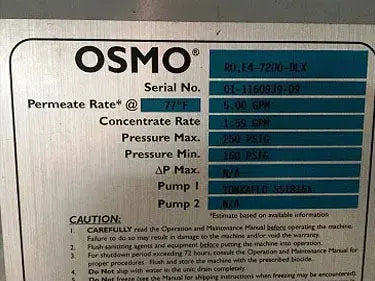 OSMO® RO,E4-7200-DLX
Serial No. 01-1160939-09
Permeate Rate* @ 77°F 5.00 GPM
Concentrate Rate 1.59 GPM
Pressure Max. 250 PSIG
Pressure Min. 160 PSIG
ΔP Max. N/A
Pump 1 TONKAFLO SS1816X
Pump 2 N/A
*Estimate based on available information
CAUTION:
1. CAREFULLY read the Operation and Maintenance Manual before operating the machine.
Failure to do so may result in damage to the machine and/or void the warranty.
2. Flush sanitizing agents and equipment before putting the machine into operation.
3. For shutdown period exceeding 72 hours, consult the Operation and Maintenance Manual for
proper procedures. Flush and store the machine with the prescribed biocide.
4. Do Not ship with water in the unit; drain completely.
5. Do Not freeze (see the Manual for shipping instructions when freezing may be encountered).